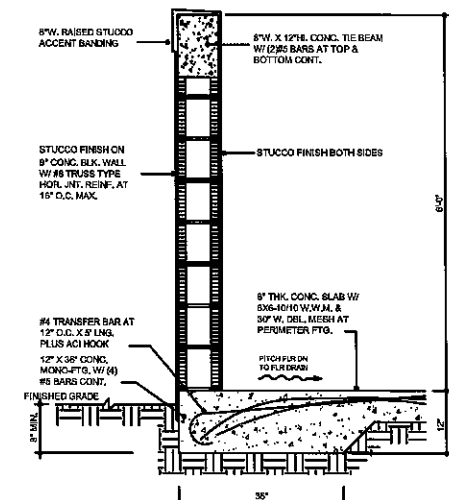 8"W. RAISED STUCCO
ACCENT BANDING
8"W. X 12"HI. CONC. TIE BEAM
W/ (2)#5 BARS AT TOP &
BOTTOM CONT.
STUCCO FINISH ON
8" CONC. BLK. WALL
W/ #8 TRUSS TYPE
HOR. JNT. REINF. AT
16" O.C. MAX.
STUCCO FINISH BOTH SIDES
6'-0"
6" THK. CONC. SLAB W/
6X6-10/10 W.W.M. &
30" W. DBL. MESH AT
PERIMETER FTG.
#4 TRANSFER BAR AT
12" O.C. X 5' LNG.
PLUS ACI HOOK
12" X 36" CONC.
MONO-FTG. W/ (4)
#5 BARS CONT.
PITCH FLR DN
TO FLR DRAIN
FINISHED GRADE
8" MIN.
12"
36"